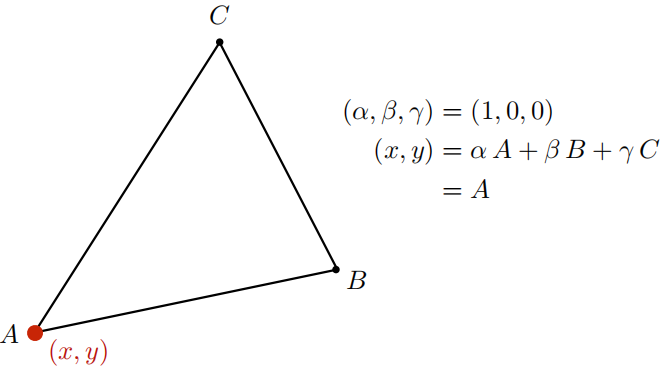 C
(α, β, γ) = (1, 0, 0)
(x, y) = α A + β B + γ C
= A
B
A
(x, y)